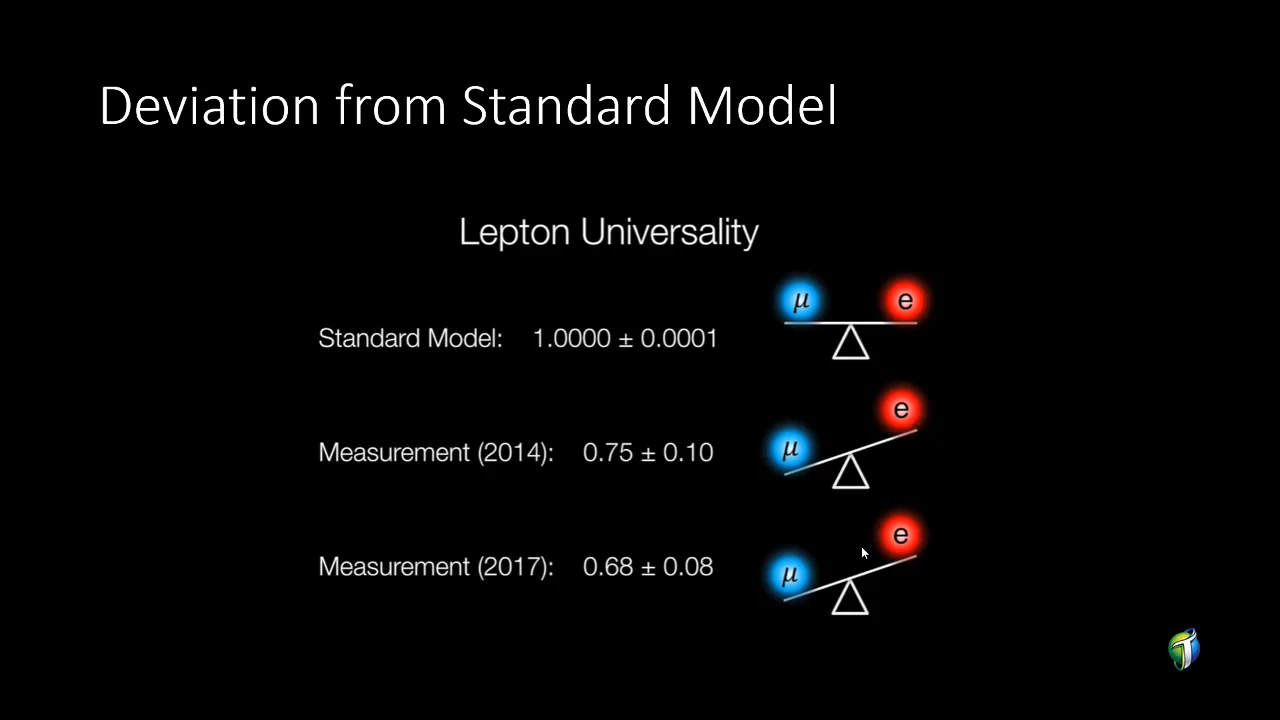 Deviation from Standard Model
Lepton Universality
μ e
Standard Model: 1.0000 ± 0.0001
e
Measurement (2014): 0.75 ± 0.10 μ
e
Measurement (2017): 0.68 ± 0.08 μ
T